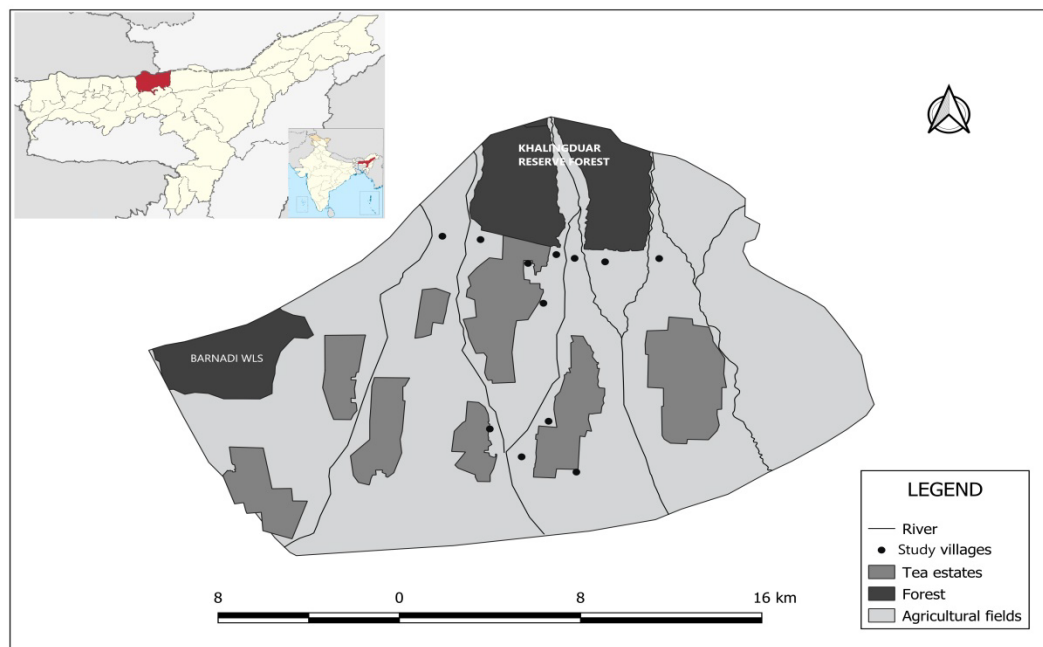 KHALINGDUAR
RESERVE FOREST
BARNADI WLS
LEGEND
River
Study villages
Tea estates
Forest
Agricultural fields
8 0 8 16 km